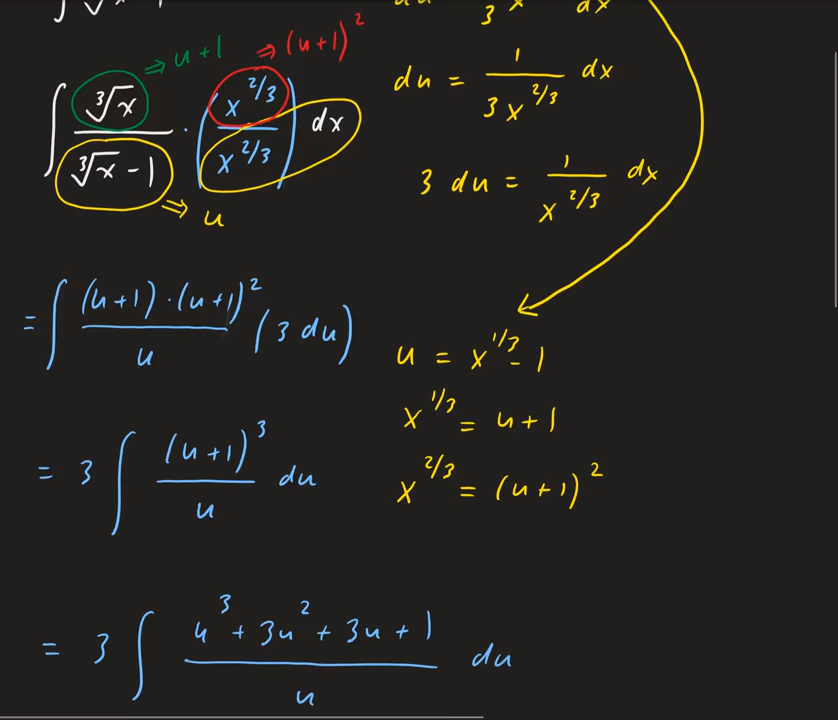 ⇒ u + 1 ⇒ (u+1)²
∫ ∛x / (∛x - 1) · (x^{2/3} / x^{2/3}) dx
⇒ u
du = 1 / (3x^{2/3}) dx
3 du = 1 / x^{2/3} dx
= ∫ (u+1)·(u+1)² / u (3 du)
u = x^{1/3} - 1
x^{1/3} = u + 1
x^{2/3} = (u+1)²
= 3 ∫ (u+1)³ / u du
= 3 ∫ (u³ + 3u² + 3u + 1) / u du